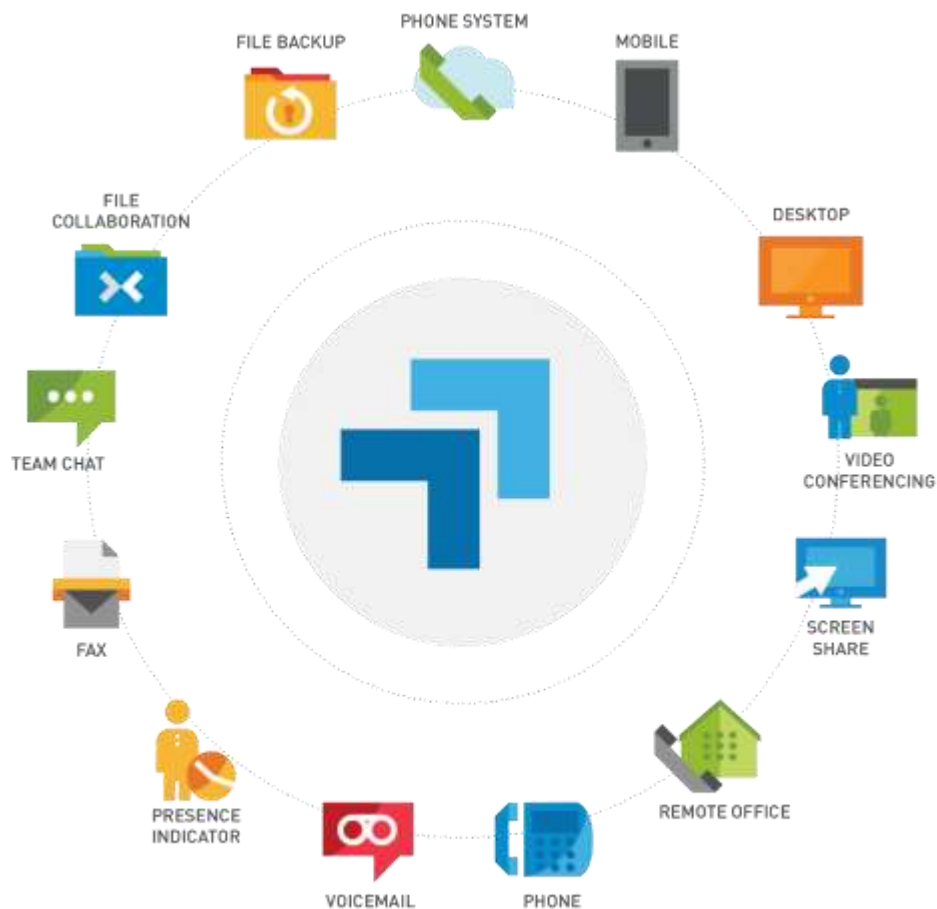 PHONE SYSTEM
FILE BACKUP
MOBILE
FILE
COLLABORATION
DESKTOP
TEAM CHAT
VIDEO
CONFERENCING
FAX
SCREEN
SHARE
PRESENCE
INDICATOR
REMOTE OFFICE
VOICEMAIL
PHONE